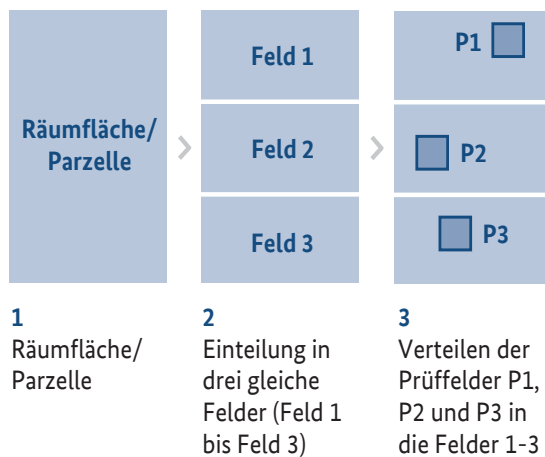 Räumfläche/
Parzelle
Feld 1
Feld 2
Feld 3
P1
P2
P3
1
Räumfläche/
Parzelle
2
Einteilung in
drei gleiche
Felder (Feld 1
bis Feld 3)
3
Verteilen der
Prüffelder P1,
P2 und P3 in
die Felder 1-3